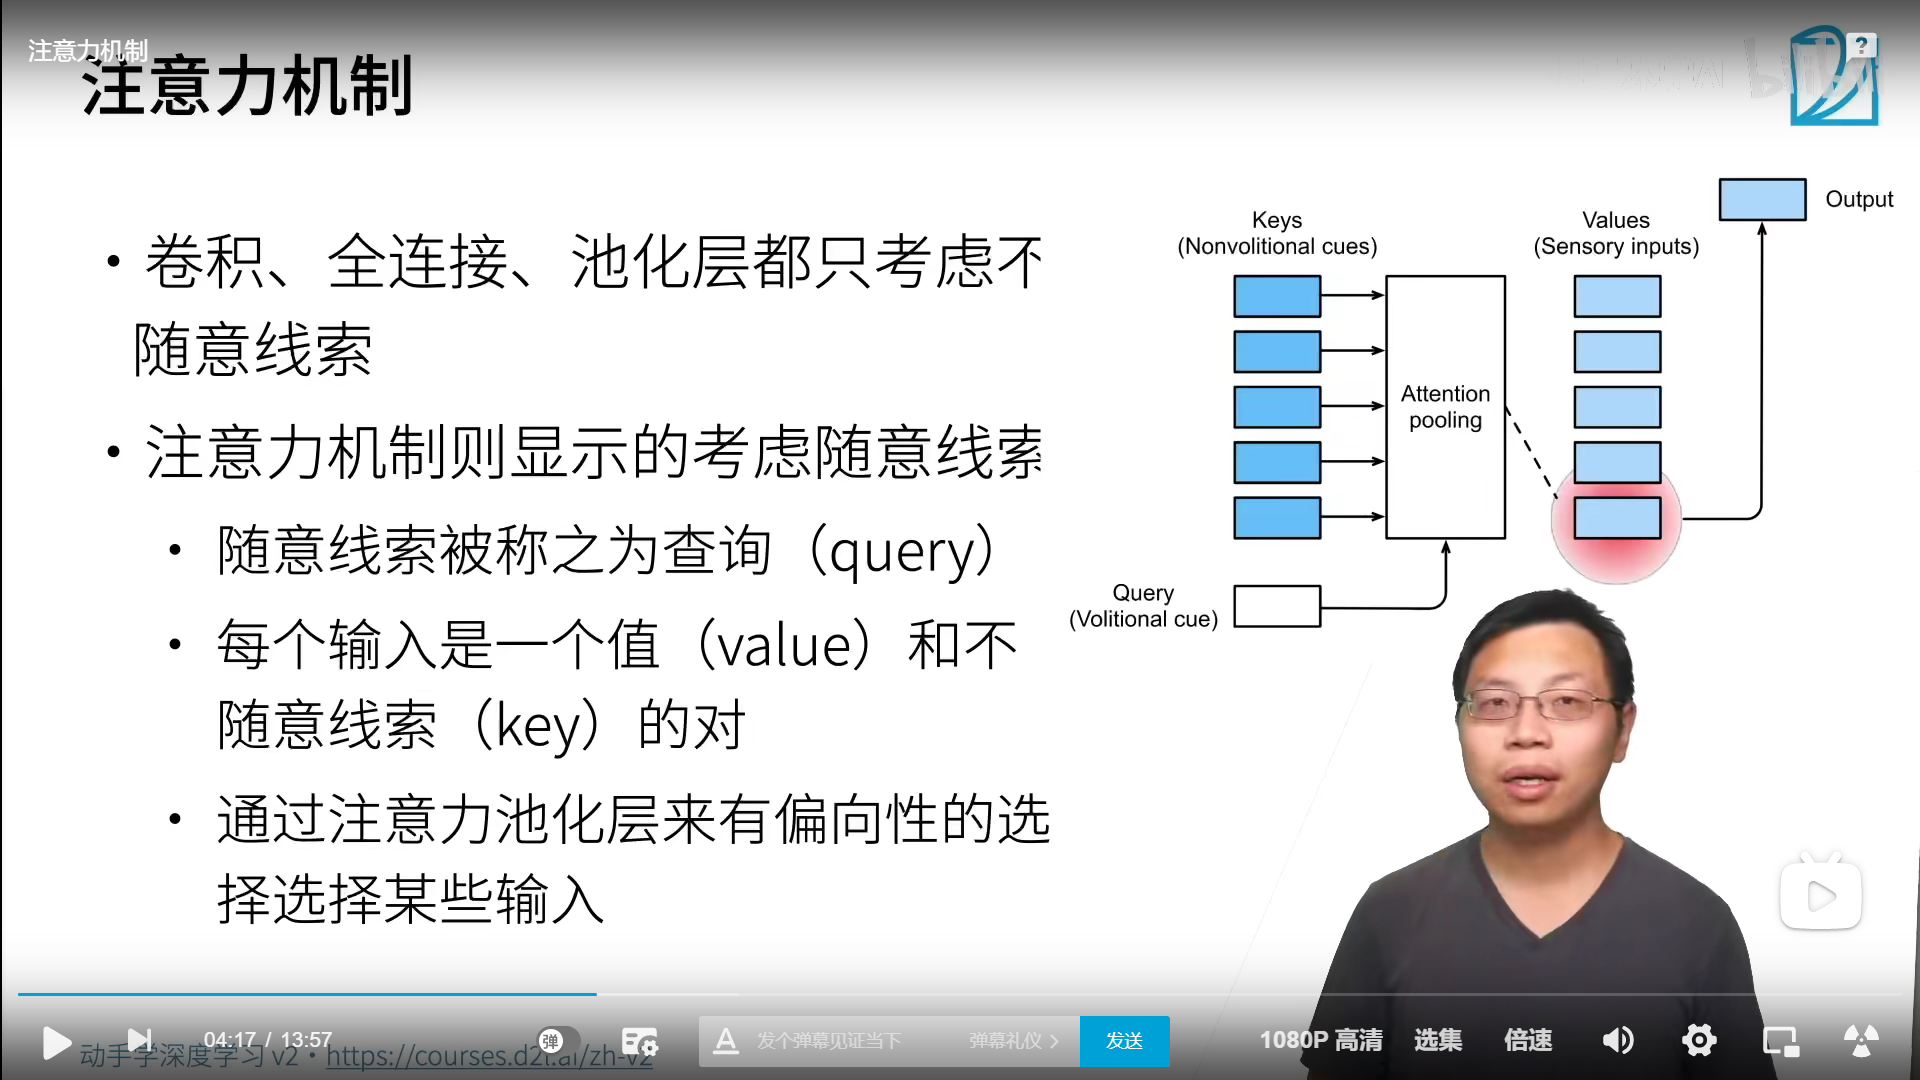 注意力机制
注意力机制
• 卷积、全连接、池化层都只考虑不
随意线索
• 注意力机制则显示的考虑随意线索
• 随意线索被称之为查询（query）
• 每个输入是一个值（value）和不
随意线索（key）的对
• 通过注意力池化层来有偏向性的选
择选择某些输入
Keys
(Nonvolitional cues)
Values
(Sensory inputs)
Output
Attention
pooling
Query
(Volitional cue)
04:17 / 13:57
弹
发个弹幕见证当下
弹幕礼仪
发送
1080P 高清
选集
倍速
动手学深度学习 v2 • https://courses.d2l.ai/zh-v2